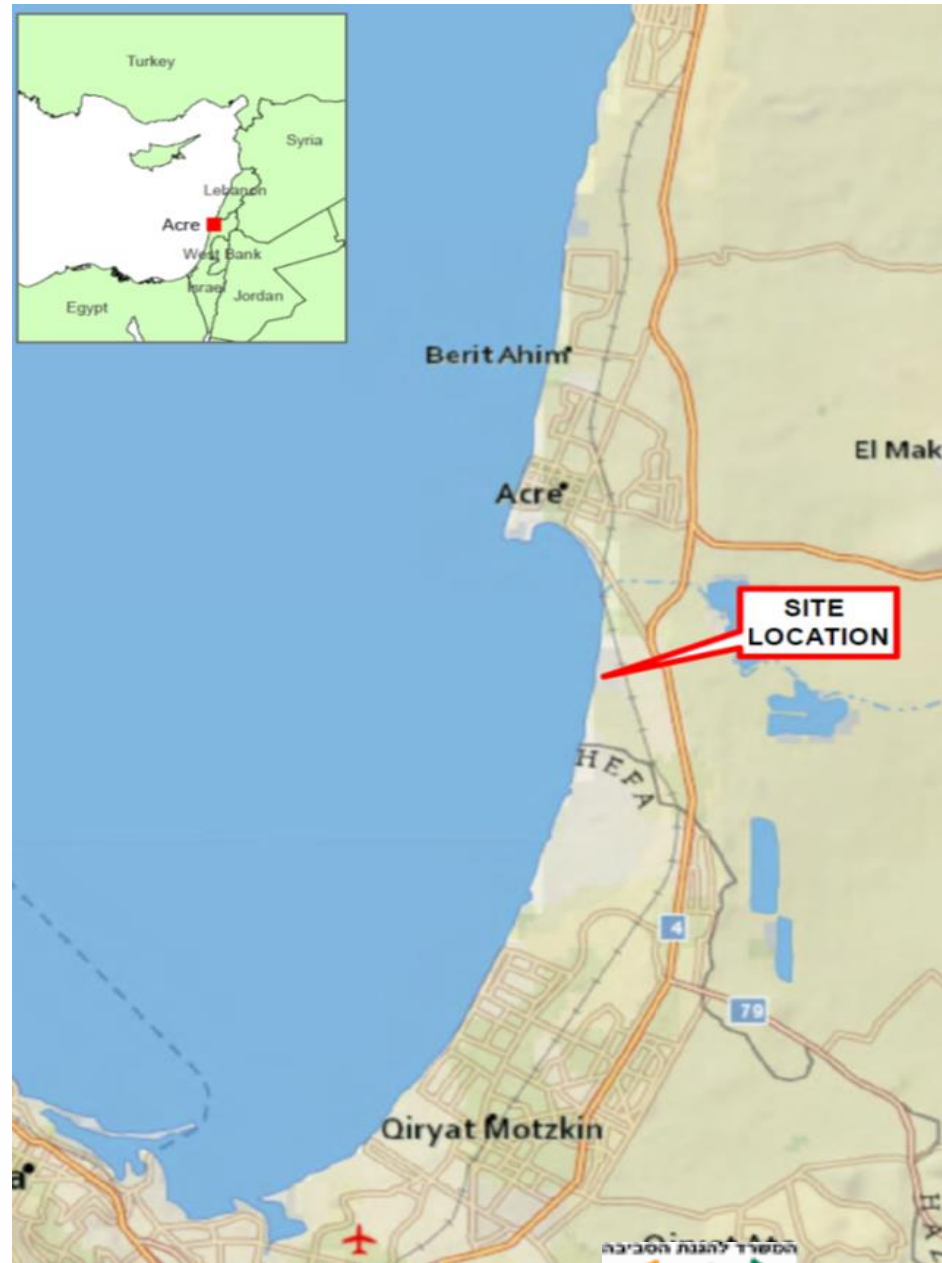 Turkey
Syria
Lebanon
Acre
West Bank
Israel
Jordan
Egypt
Berit Ahim
El Mak
Acre
SITE
LOCATION
HEFA
4
79
Qiryat Motzkin
a
המשרד להגנת הסביבה